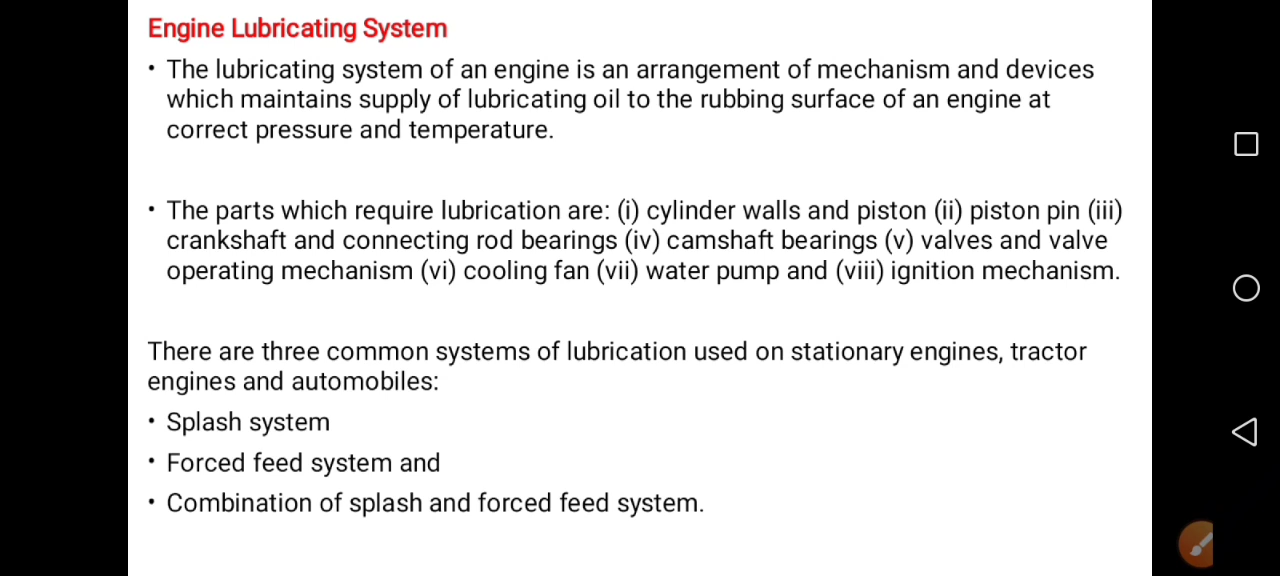 Engine Lubricating System
• The lubricating system of an engine is an arrangement of mechanism and devices
which maintains supply of lubricating oil to the rubbing surface of an engine at
correct pressure and temperature.
• The parts which require lubrication are: (i) cylinder walls and piston (ii) piston pin (iii)
crankshaft and connecting rod bearings (iv) camshaft bearings (v) valves and valve
operating mechanism (vi) cooling fan (vii) water pump and (viii) ignition mechanism.
There are three common systems of lubrication used on stationary engines, tractor
engines and automobiles:
• Splash system
• Forced feed system and
• Combination of splash and forced feed system.